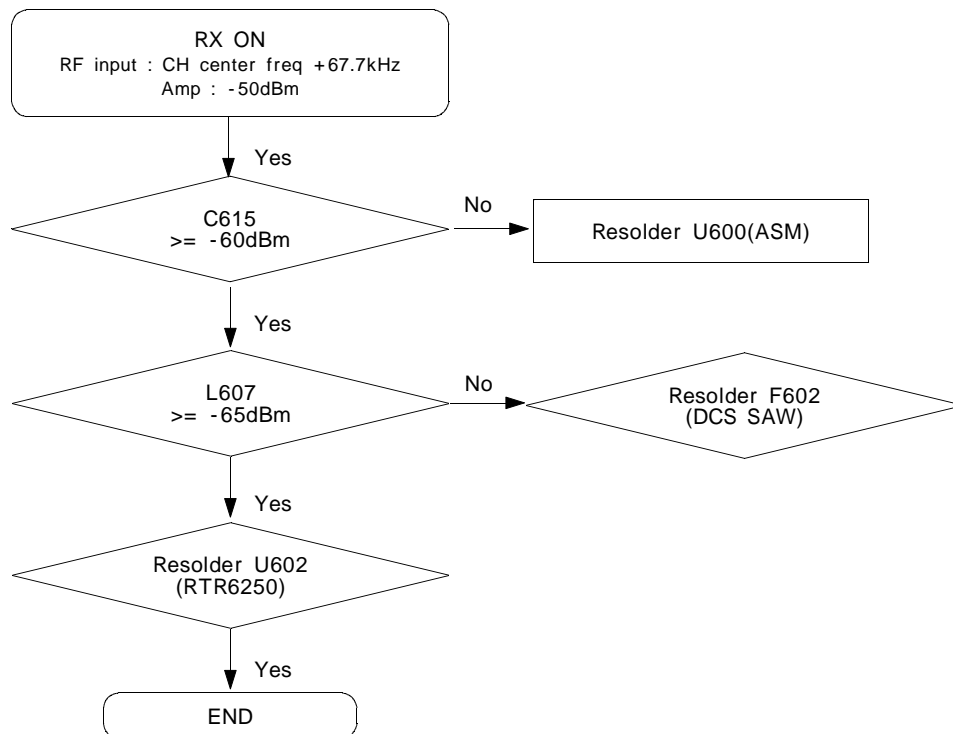 RX ON
RF input : CH center freq +67.7kHz
Amp : -50dBm
Yes
C615
>= -60dBm
No
Resolder U600(ASM)
Yes
L607
>= -65dBm
No
Resolder F602
(DCS SAW)
Yes
Resolder U602
(RTR6250)
Yes
END